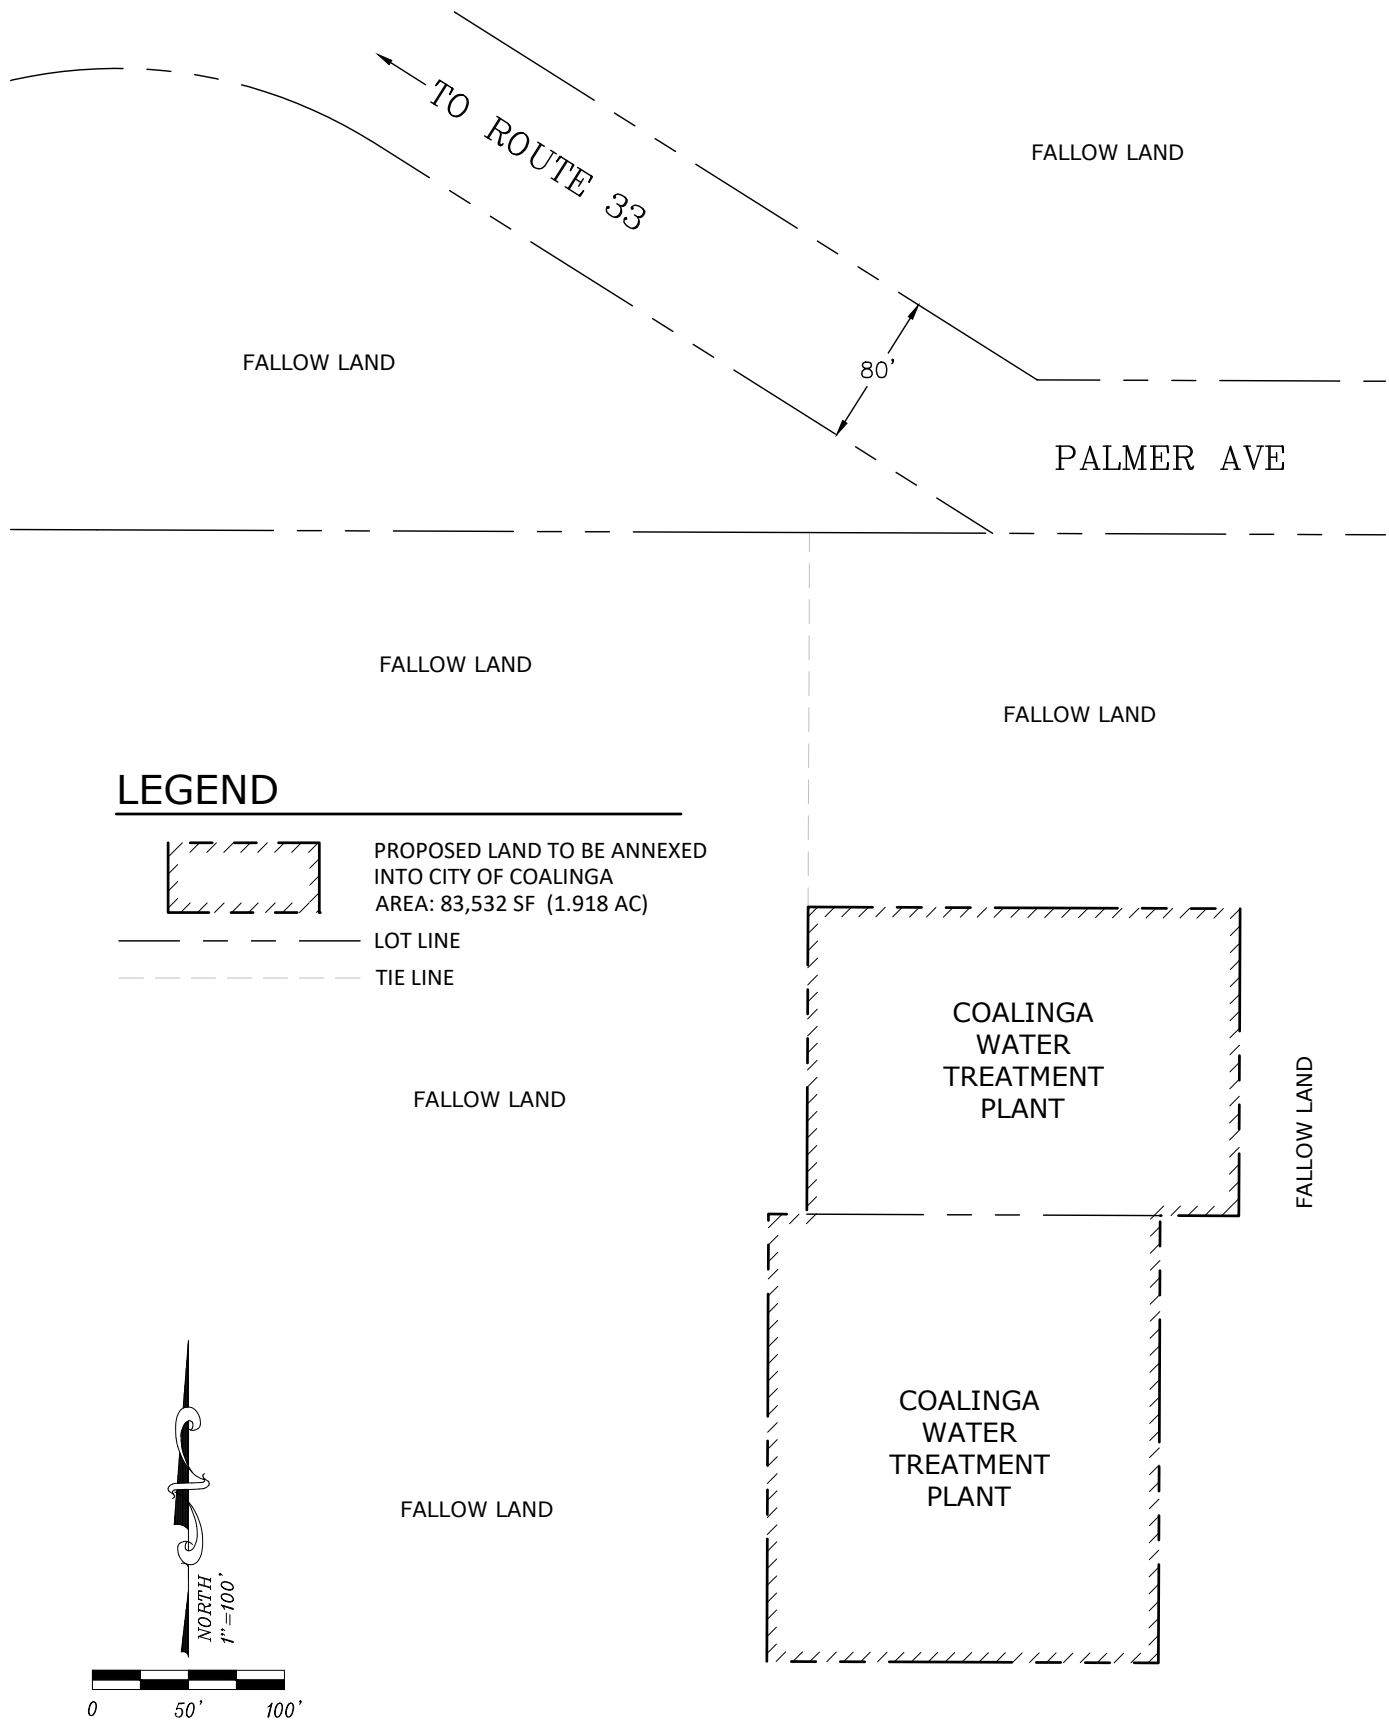 TO ROUTE 33
FALLOW LAND
FALLOW LAND
80'
PALMER AVE
FALLOW LAND
FALLOW LAND
LEGEND
PROPOSED LAND TO BE ANNEXED
INTO CITY OF COALINGA
AREA: 83,532 SF (1.918 AC)
LOT LINE
TIE LINE
COALINGA
WATER
TREATMENT
PLANT
FALLOW LAND
FALLOW LAND
COALINGA
WATER
TREATMENT
PLANT
FALLOW LAND
NORTH
1"=100'
0 50' 100'